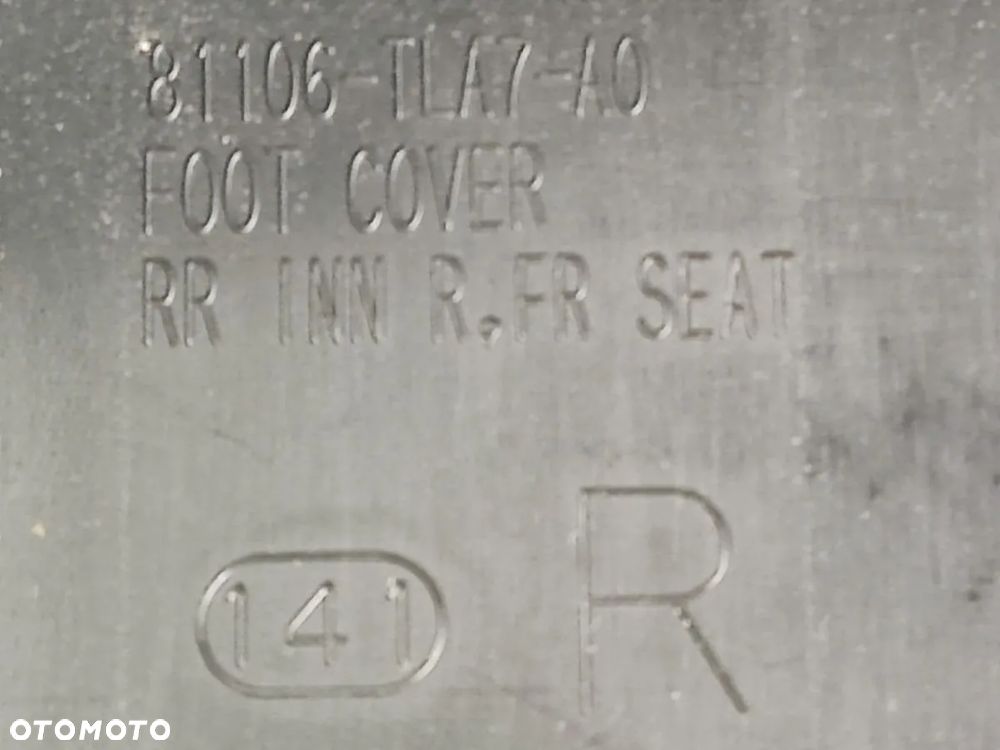 81106-TLA7-A0
FOOT COVER
RR INN R.FR SEAT
141
R
OTOMOTO